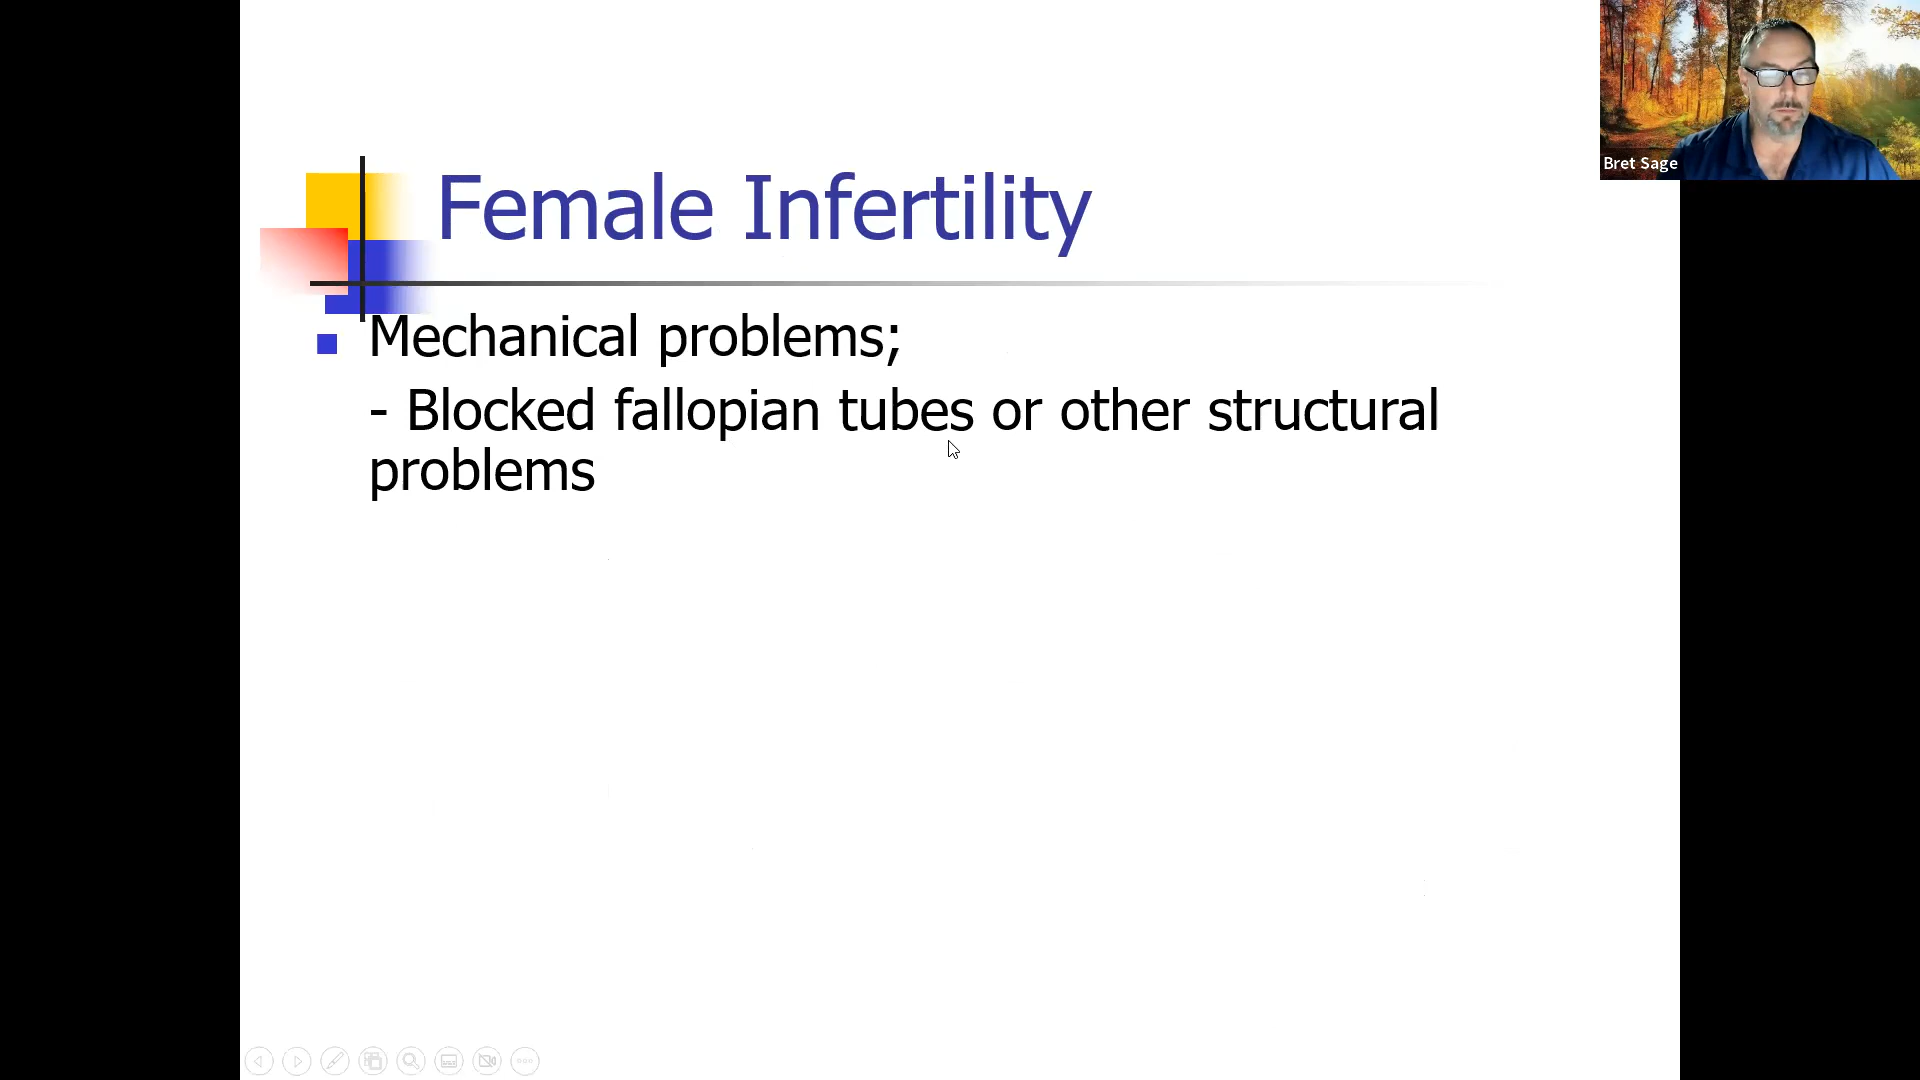 Bret Sage
Female Infertility
Mechanical problems;
- Blocked fallopian tubes or other structural
problems